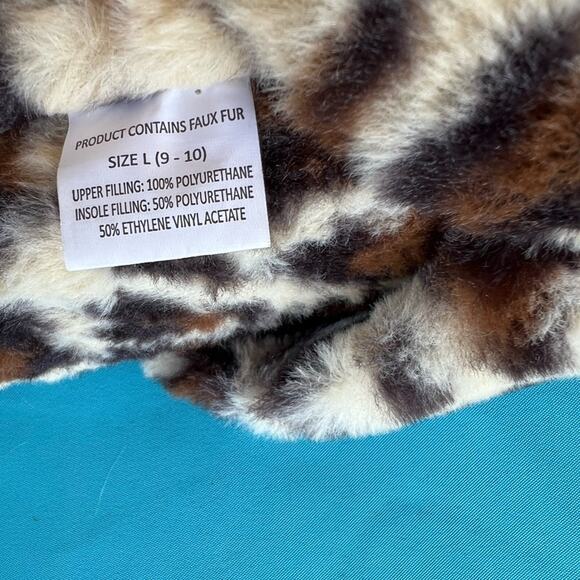 PRODUCT CONTAINS FAUX FUR
SIZE L (9 - 10)
UPPER FILLING: 100% POLYURETHANE
INSOLE FILLING: 50% POLYURETHANE
50% ETHYLENE VINYL ACETATE